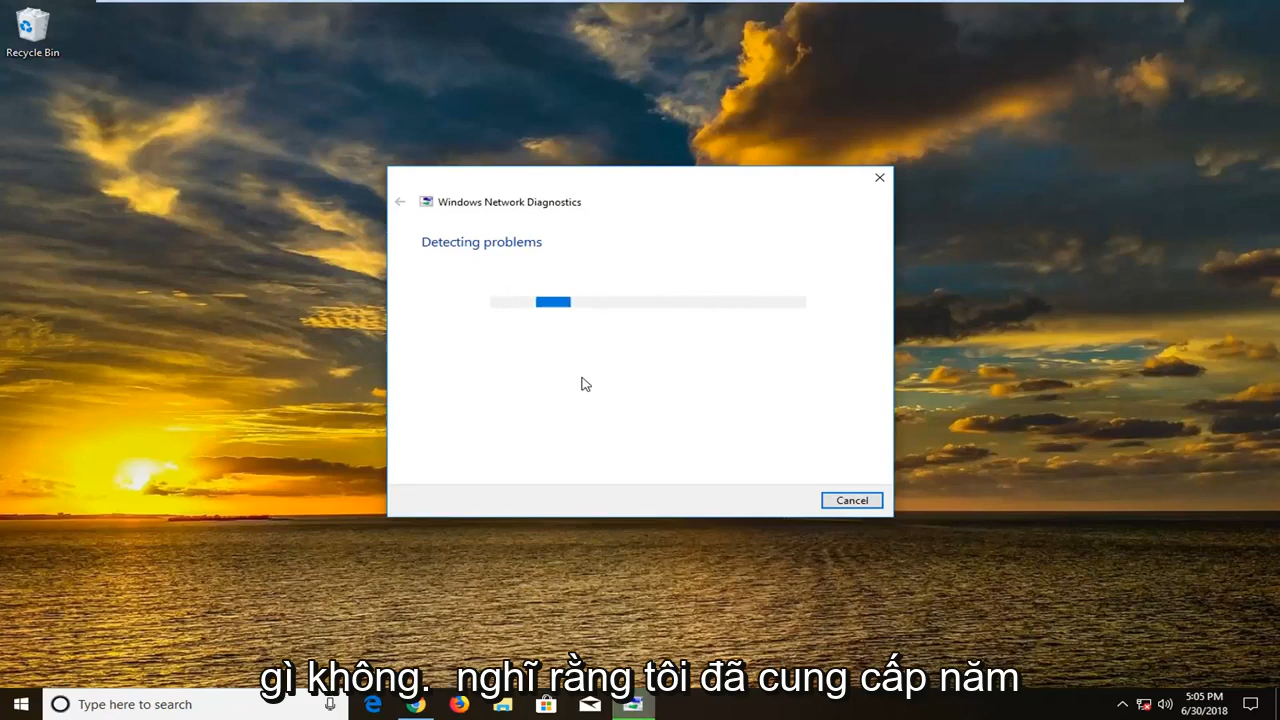 Recycle Bin
Windows Network Diagnostics
Detecting problems
Cancel
gì không. nghĩ rằng tôi đã cung cấp năm
Type here to search
5:05 PM
6/30/2018